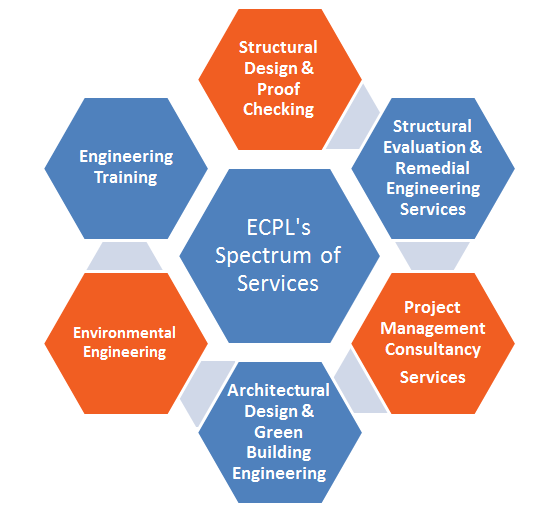 Structural
Design &
Proof
Checking
Structural
Evaluation &
Remedial
Engineering
Services
Engineering
Training
ECPL's
Spectrum of
Services
Project
Management
Consultancy
Services
Environmental
Engineering
Architectural
Design &
Green
Building
Engineering